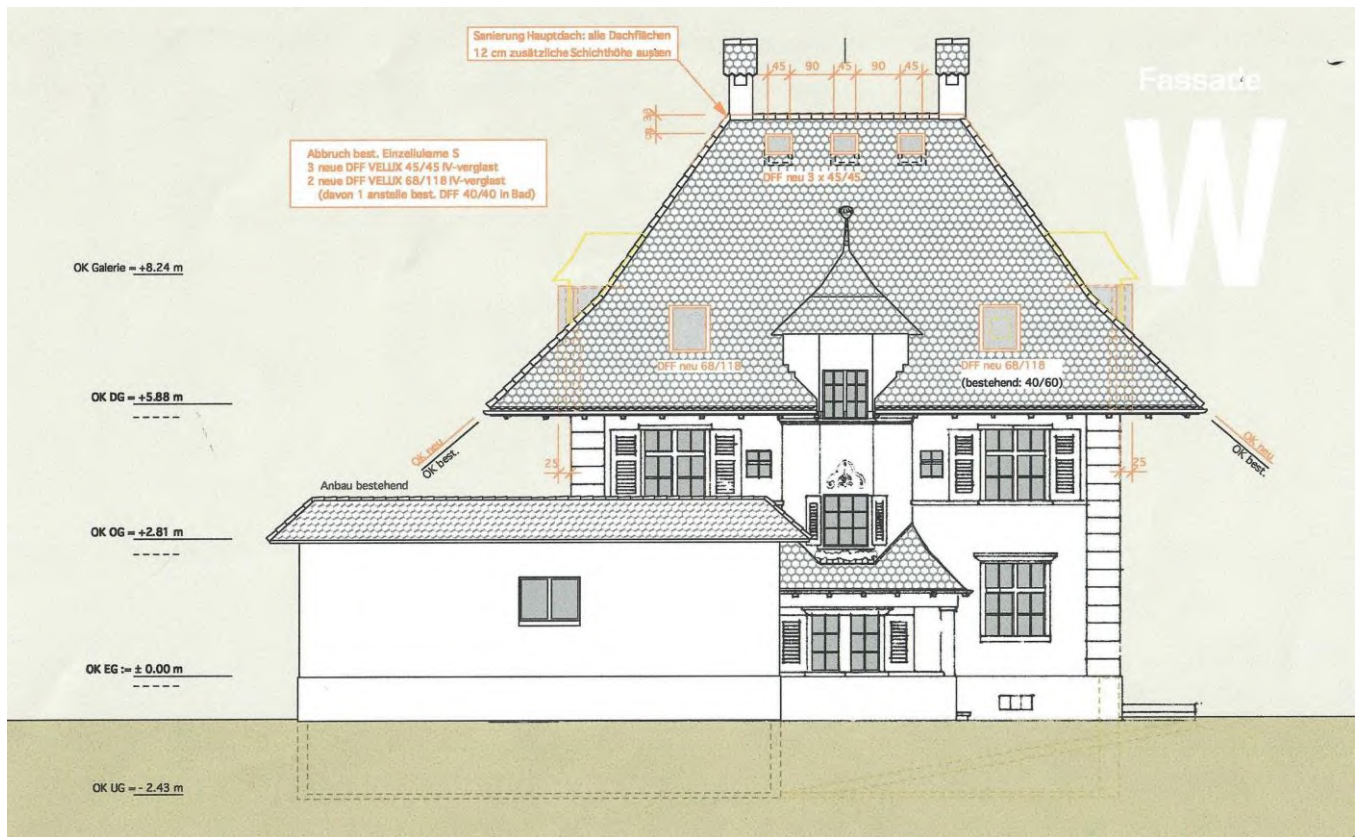 Sanierung Hauptdach: alle Dachflächen
12 cm zusätzliche Schichthöhe aussen
45
90
45
90
45
Fassade
W
Abbruch best. Einzellukarne S
3 neue DFF VELUX 45/45 IV-verglast
2 neue DFF VELUX 68/118 IV-verglast
(davon 1 anstelle best. DFF 40/40 in Bad)
DFF neu 3 x 45/45
OK Galerie = +8.24 m
DFF neu 68/118
DFF neu 68/118
(bestehend: 40/60)
OK DG = +5.88 m
OK neu
OK best.
25
OK neu
OK best.
25
Anbau bestehend
OK OG = +2.81 m
OK EG := ± 0.00 m
OK UG = - 2.43 m